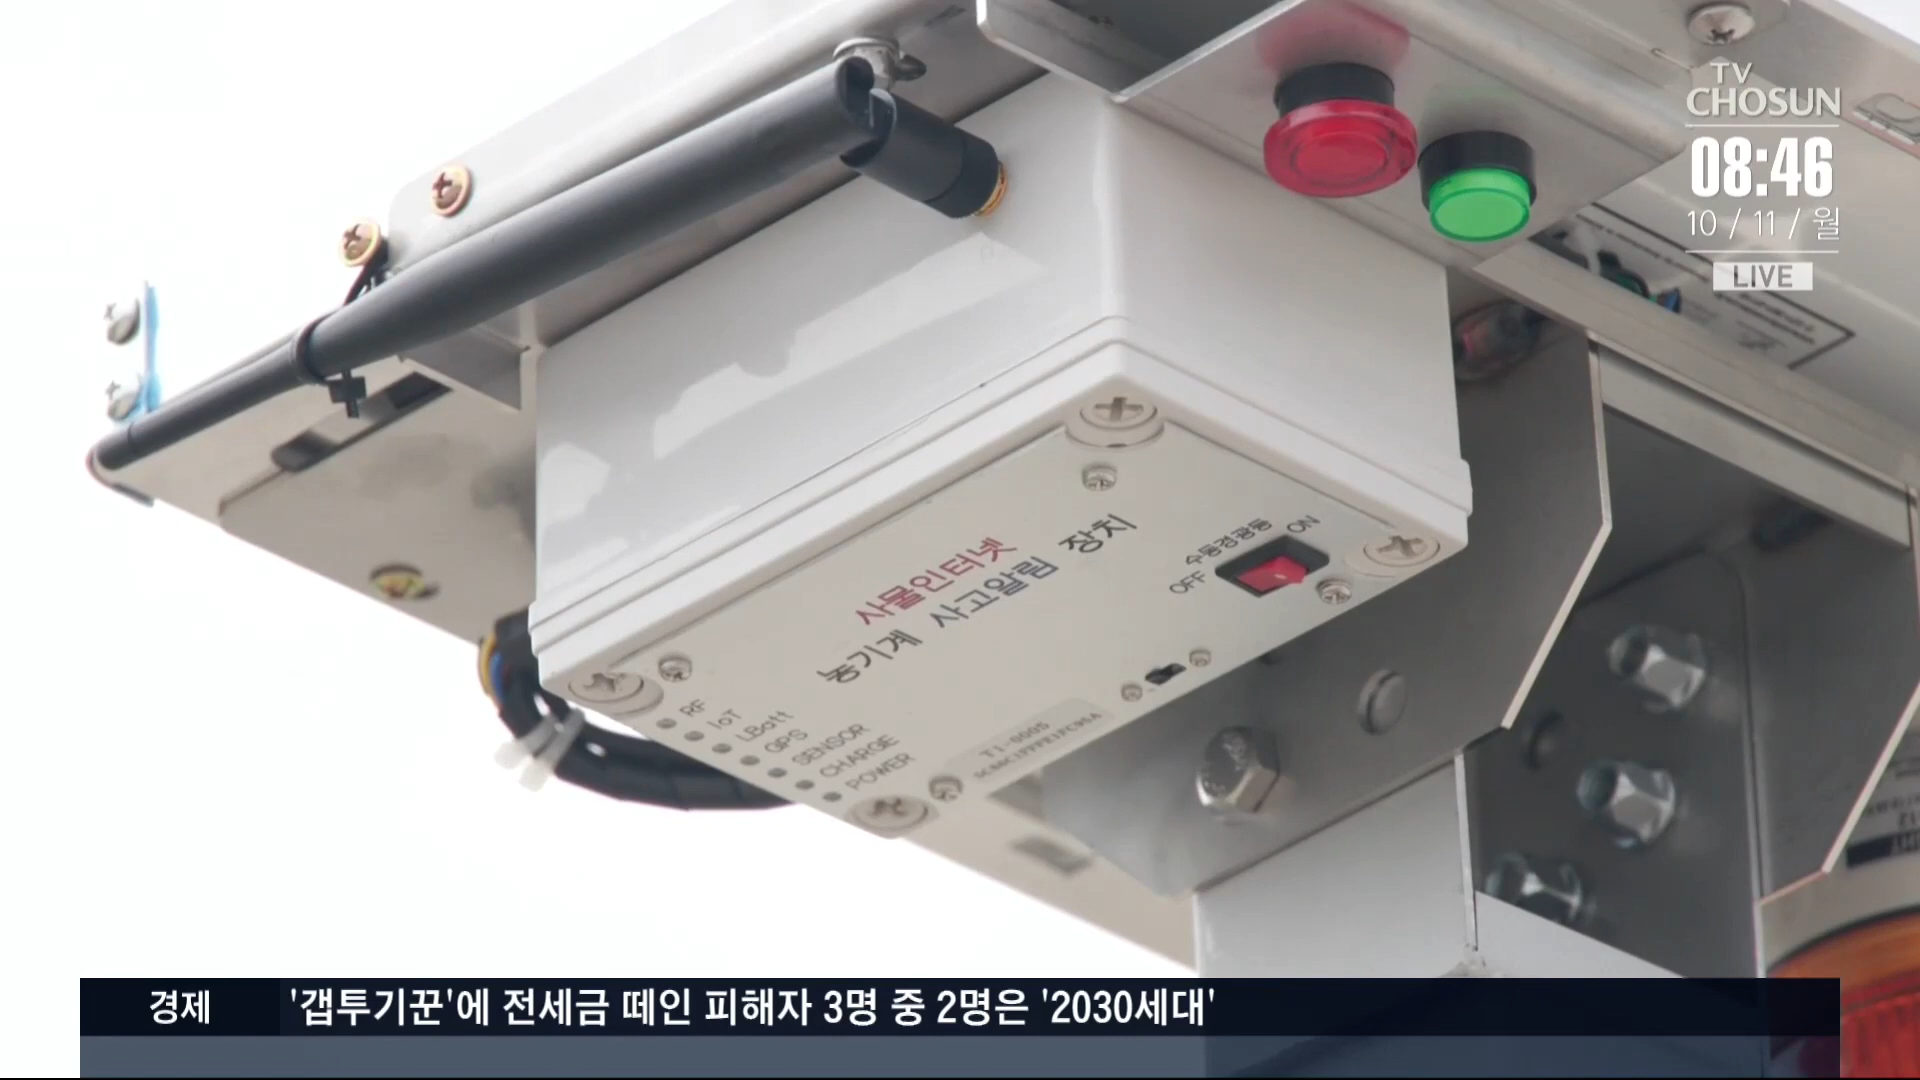 TV
CHOSUN
08:46
10 / 11 / 월
LIVE
사물인터넷
농기계 사고알림 장치
수동경광등
OFF
ON
RF
IoT
LBatt
GPS
SENSOR
CHARGE
POWER
T1-0005
경제 '갭투기꾼'에 전세금 떼인 피해자 3명 중 2명은 '2030세대'